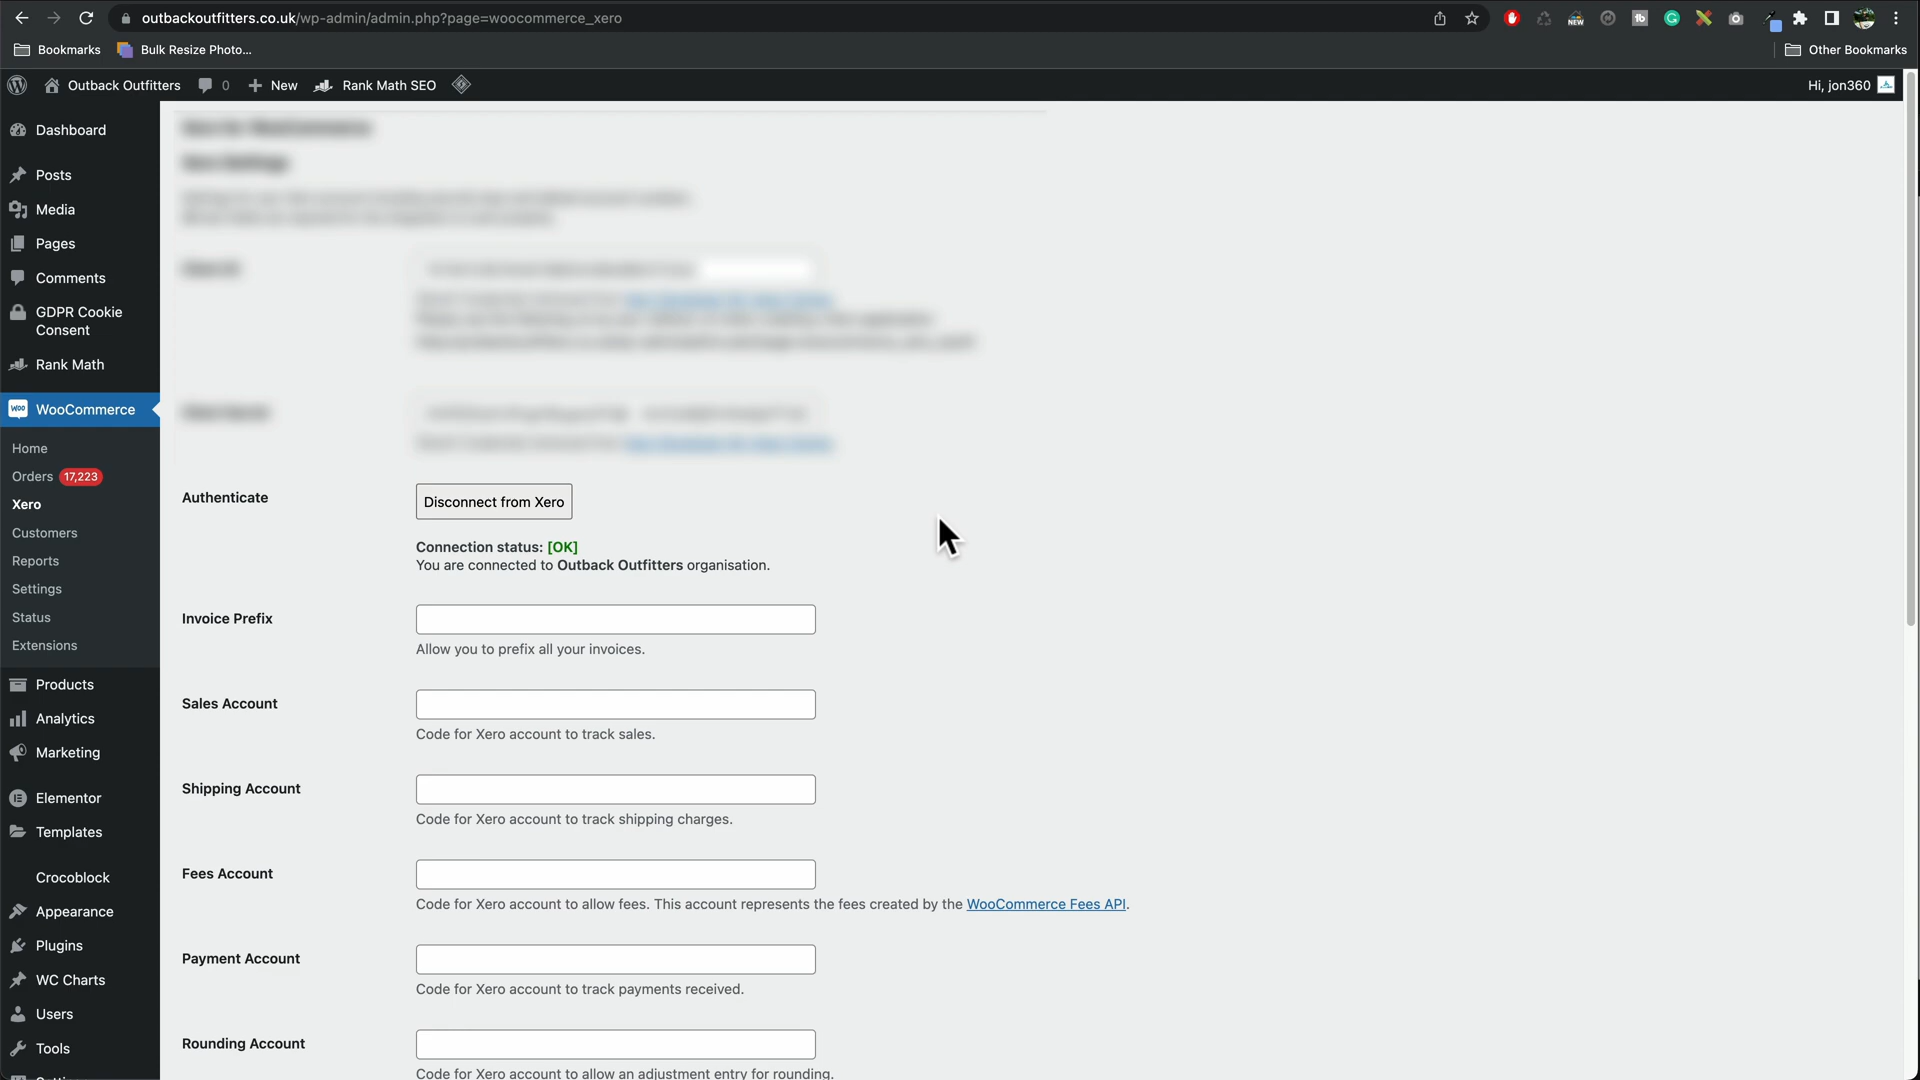 outbackoutfitters.co.uk/wp-admin/admin.php?page=woocommerce_xero
Bookmarks
Bulk Resize Photo...
Other Bookmarks
Outback Outfitters
0
New
Rank Math SEO
Hi, jon360
Dashboard
Posts
Media
Pages
Comments
GDPR Cookie
Consent
Rank Math
WooCommerce
Home
Orders 17,223
Xero
Customers
Reports
Settings
Status
Extensions
Products
Analytics
Marketing
Elementor
Templates
Crocoblock
Appearance
Plugins
WC Charts
Users
Tools
Authenticate
Disconnect from Xero
Connection status: [OK]
You are connected to Outback Outfitters organisation.
Invoice Prefix
Allow you to prefix all your invoices.
Sales Account
Code for Xero account to track sales.
Shipping Account
Code for Xero account to track shipping charges.
Fees Account
Code for Xero account to allow fees. This account represents the fees created by the WooCommerce Fees API.
Payment Account
Code for Xero account to track payments received.
Rounding Account
Code for Xero account to allow an adjustment entry for rounding.